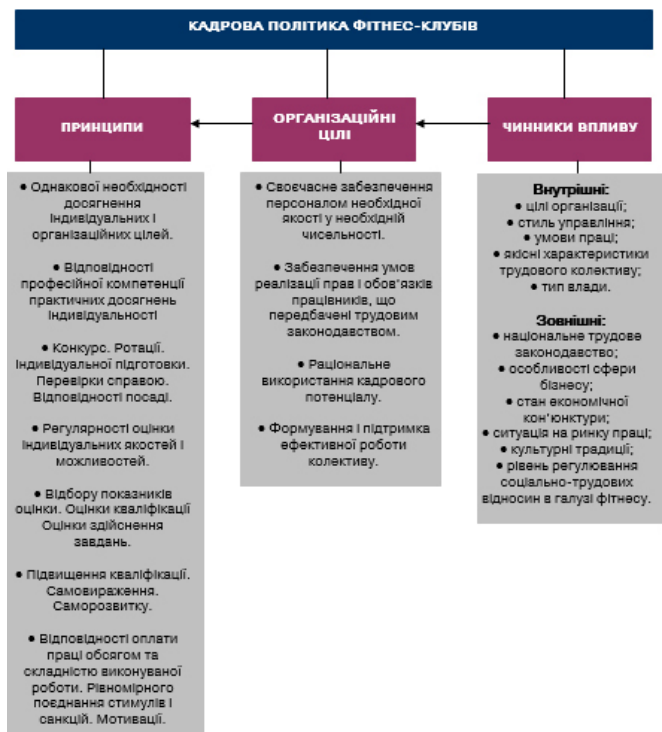 КАДРОВА ПОЛІТИКА ФІТНЕС-КЛУБІВ
ПРИНЦИПИ
● Однакової необхідності
досягнення
індивідуальних і
організаційних цілей.
● Відповідності
професійної компетенції
практичних досягнень
індивідуальності
● Конкурс. Ротації.
Індивідуальної підготовки.
Перевірки справою.
Відповідності посаді.
● Регулярності оцінки
індивідуальних якостей і
можливостей.
● Відбору показників
оцінки. Оцінки кваліфікації
Оцінки здійснення
завдань.
● Підвищення кваліфікації.
Самовираження.
Саморозвитку.
● Відповідності оплати
праці обсягом та
складністю виконуваної
роботи. Рівномірного
поєднання стимулів і
санкцій. Мотивації.
ОРГАНІЗАЦІЙНІ
ЦІЛІ
● Своєчасне забезпечення
персоналом необхідної
якості у необхідній
чисельності.
● Забезпечення умов
реалізації прав і обов'язків
працівників, що
передбачені трудовим
законодавством.
● Раціональне
використання кадрового
потенціалу.
● Формування і підтримка
ефективної роботи
колективу.
ЧИННИКИ ВПЛИВУ
Внутрішні:
● цілі організації;
● стиль управління;
● умови праці;
● якісні характеристики
трудового колективу;
● тип влади.
Зовнішні:
● національне трудове
законодавство;
● особливості сфери
бізнесу;
● стан економічної
кон'юнктури;
● ситуація на ринку праці;
● культурні традиції;
● рівень регулювання
соціально-трудових
відносин в галузі фітнесу.